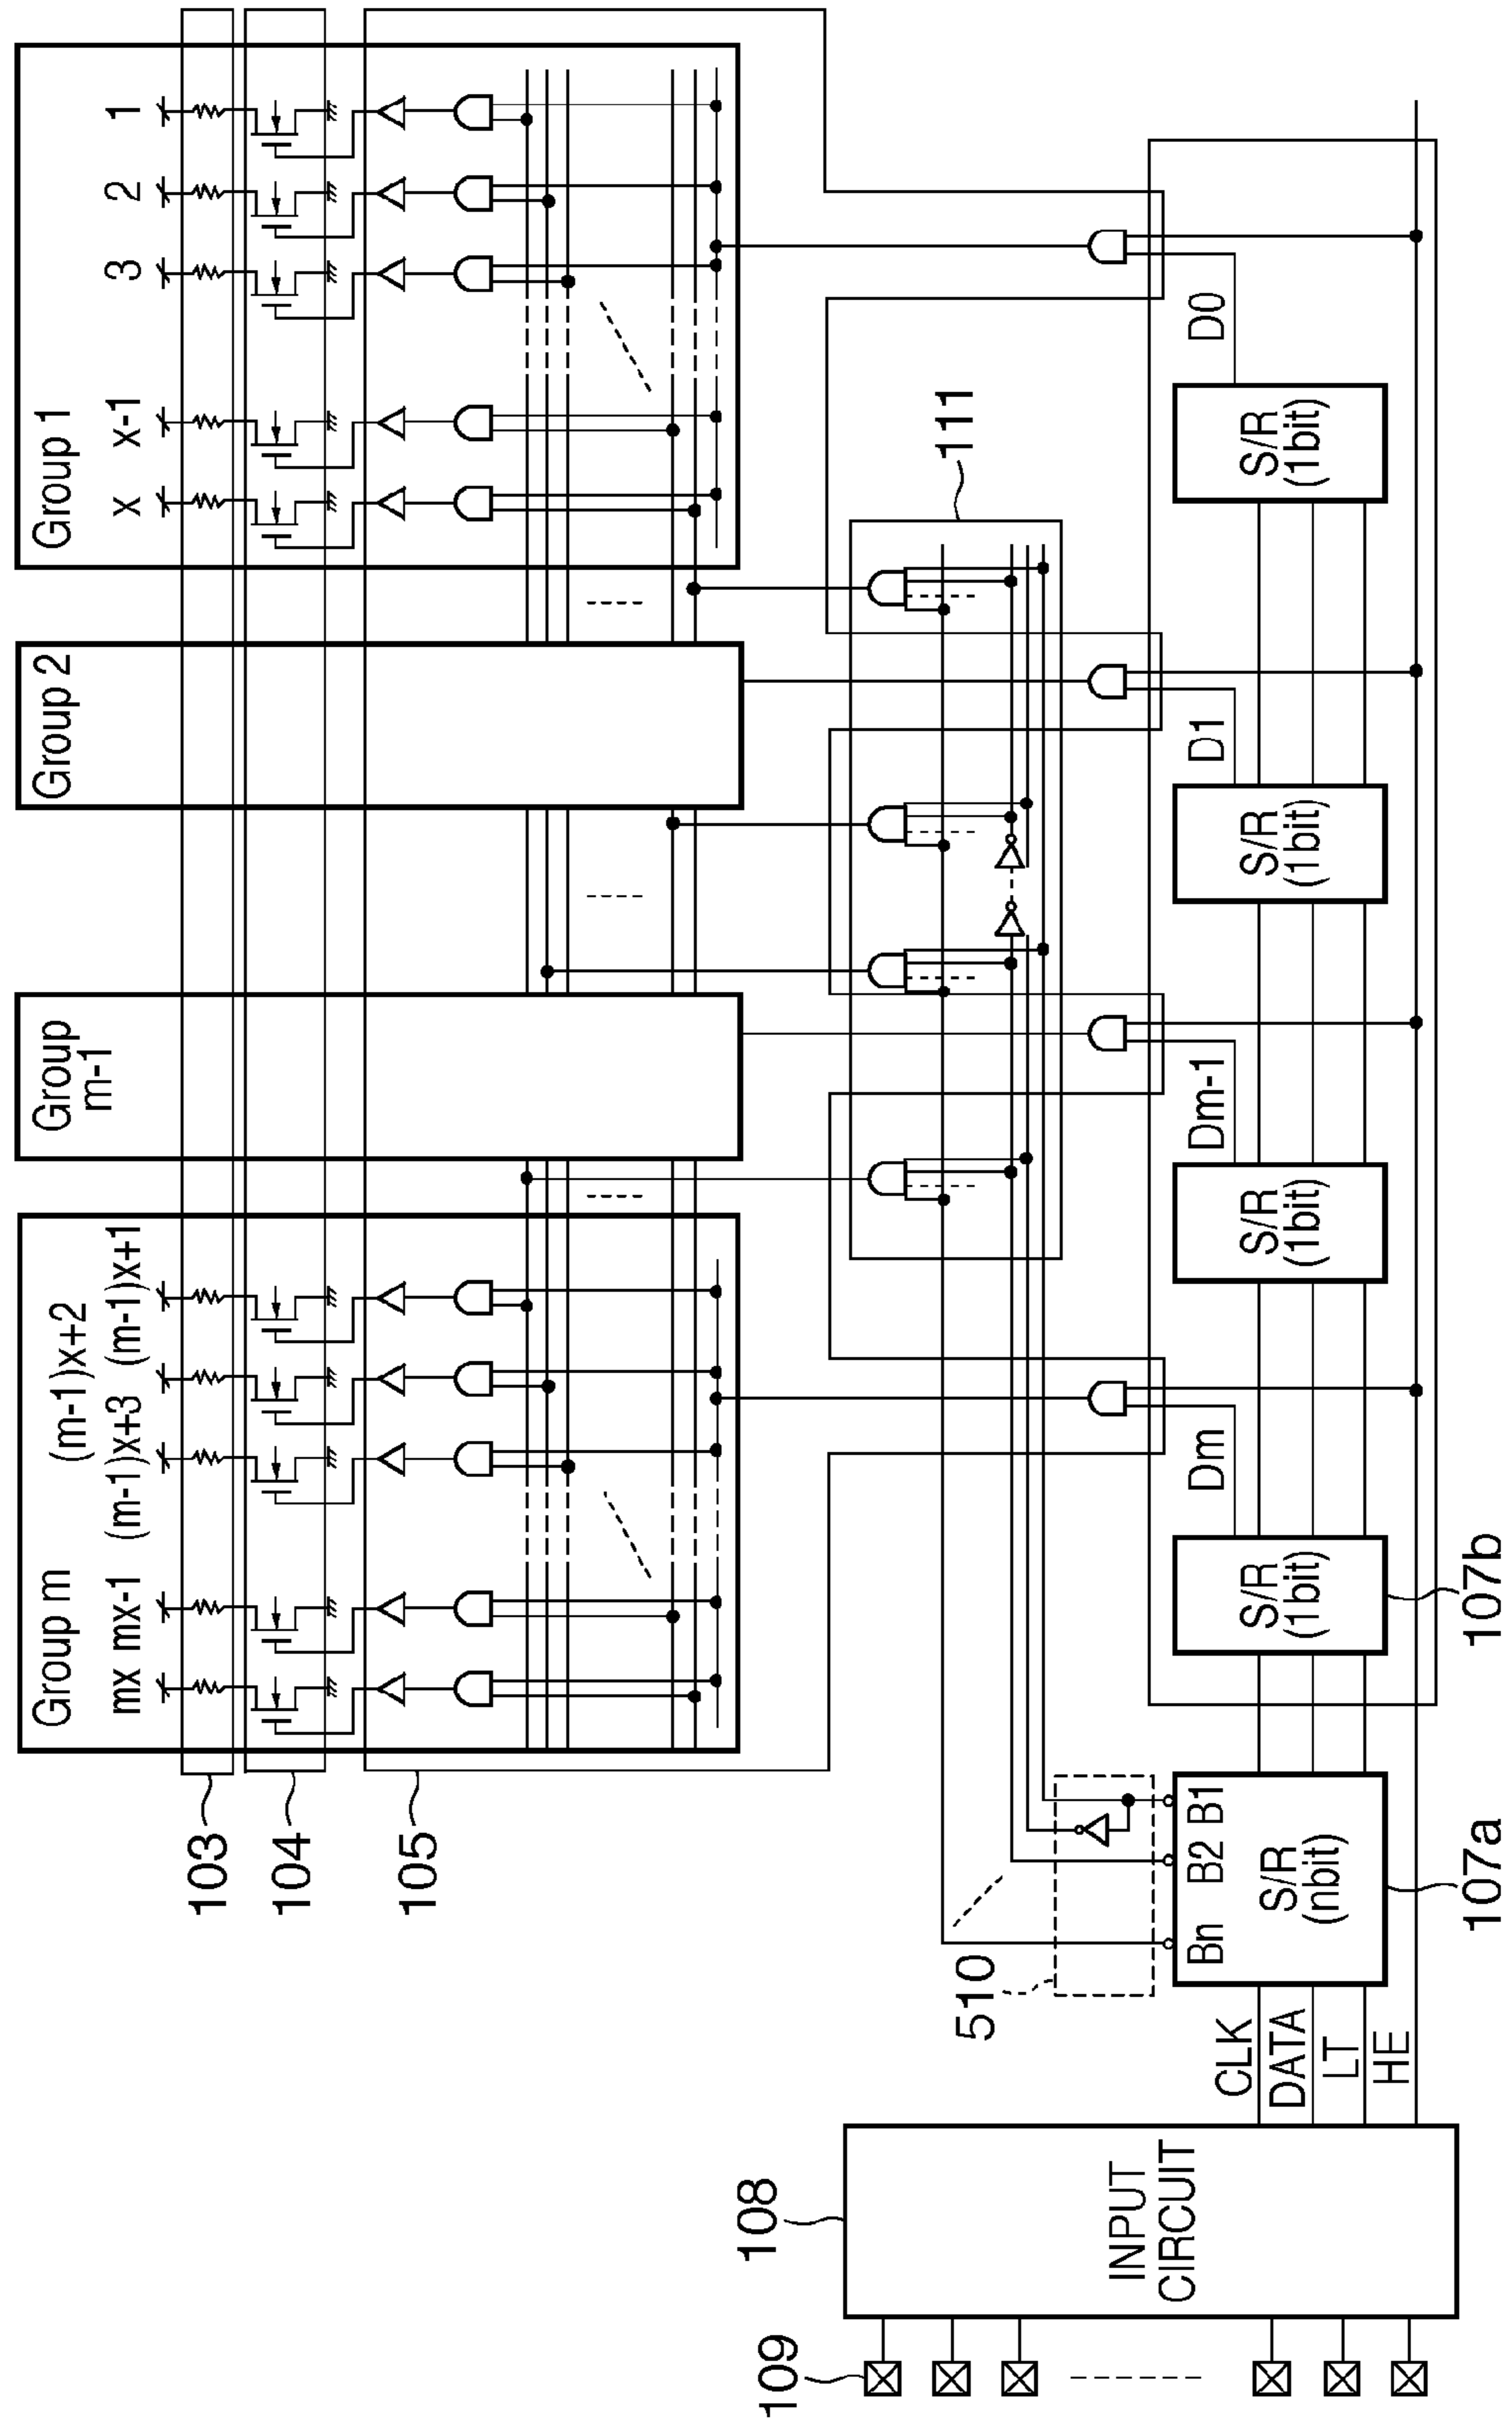 Group m
mx mx-1 (m-1)x+3 (m-1)x+1
(m-1)x+2
Group
m-1
Group 2
Group 1
x x-1 3 2 1
103
104
105
111
510
Bn B2 B1
S/R
(nbit)
107a
Dm
S/R
(1bit)
107b
Dm-1
S/R
(1bit)
D1
S/R
(1bit)
D0
S/R
(1bit)
108
INPUT
CIRCUIT
CLK
DATA
LT
HE
109